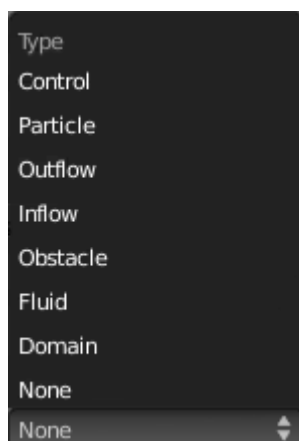 Type
Control
Particle
Outflow
Inflow
Obstacle
Fluid
Domain
None
None